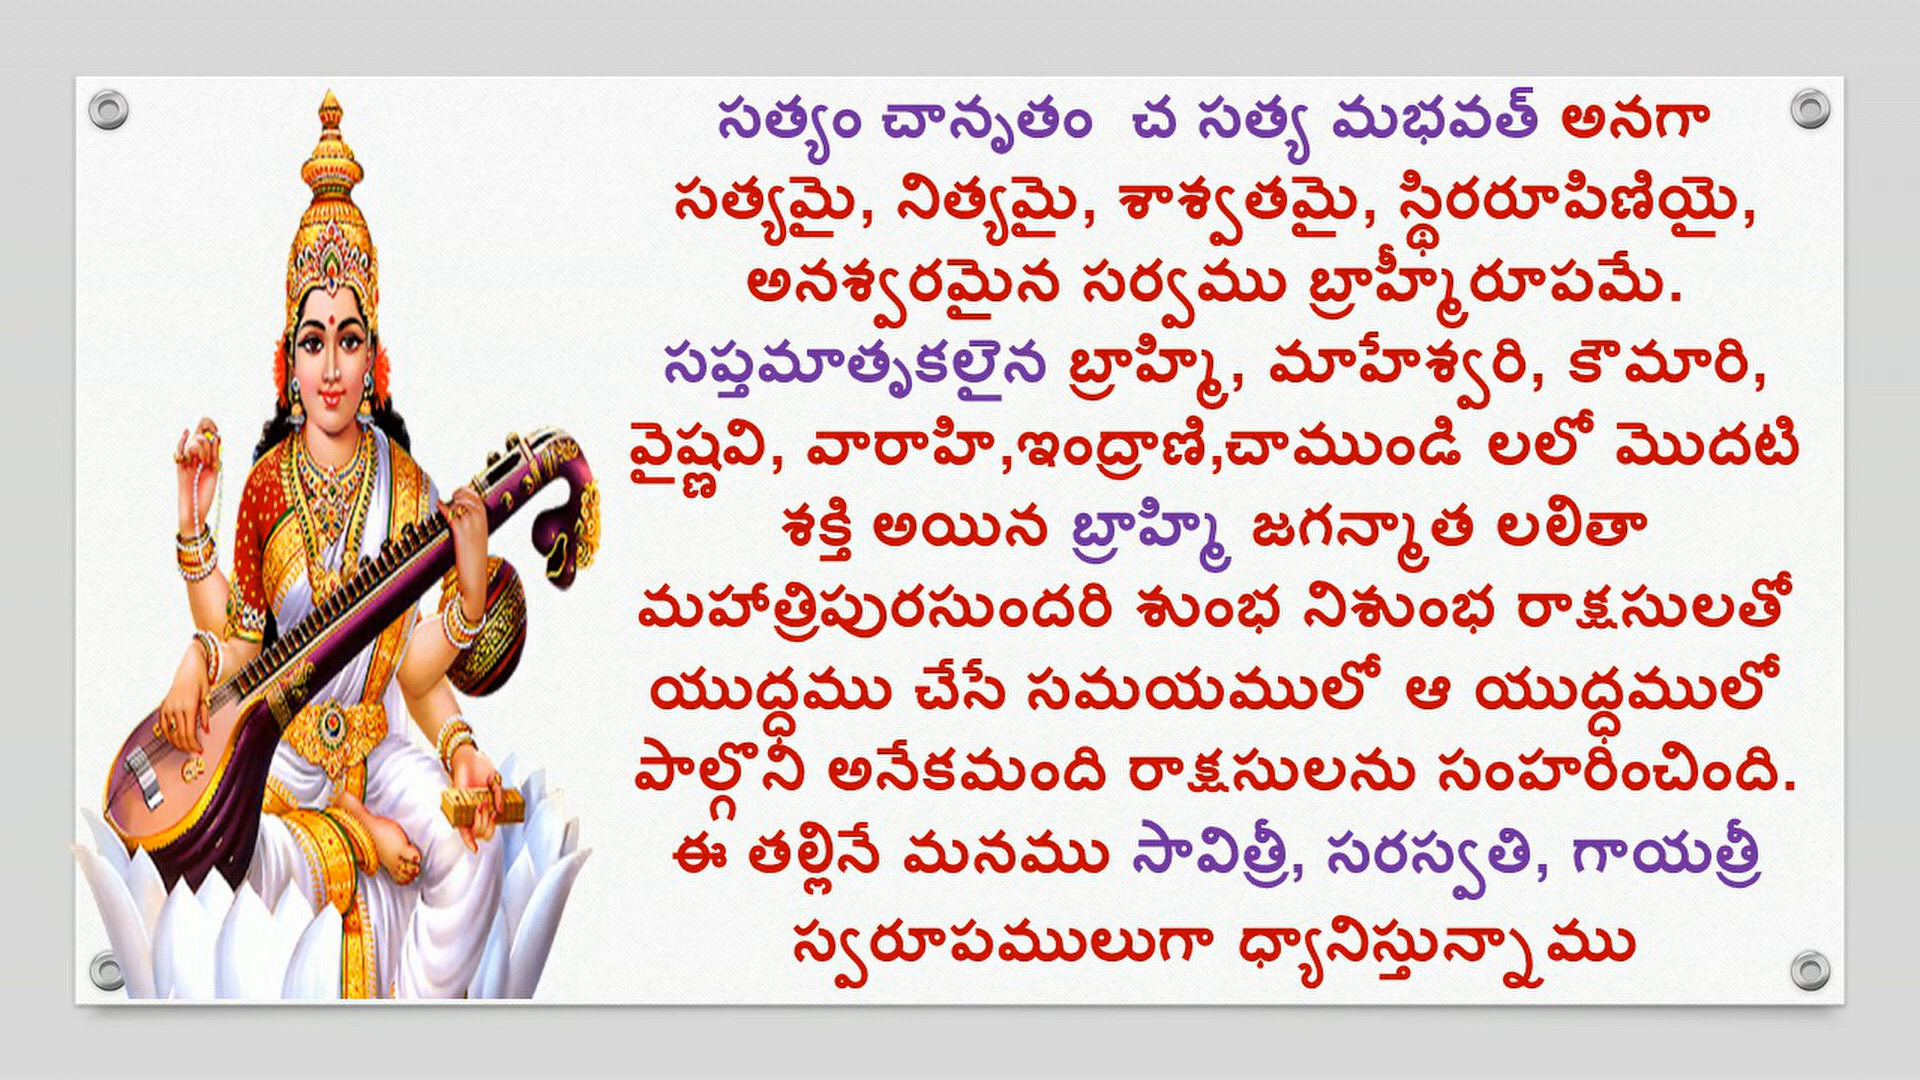 సత్యం చానృతం చ సత్య మభవత్ అనగా
సత్యమై, నిత్యమై, శాశ్వతమై, స్థిరరూపిణియై,
అనశ్వరమైన సర్వము బ్రాహ్మీరూపమే.
సప్తమాతృకలైన బ్రాహ్మి, మాహేశ్వరి, కౌమారి,
వైష్ణవి, వారాహి,ఇంద్రాణి,చాముండి లలో మొదటి
శక్తి అయిన బ్రాహ్మి జగన్మాత లలితా
మహాత్రిపురసుందరి శుంభ నిశుంభ రాక్షసులతో
యుద్ధము చేసే సమయములో ఆ యుద్ధములో
పాల్గొని అనేకమంది రాక్షసులను సంహరించింది.
ఈ తల్లినే మనము సావిత్రీ, సరస్వతి, గాయత్రీ
స్వరూపములుగా ధ్యానిస్తున్నాము